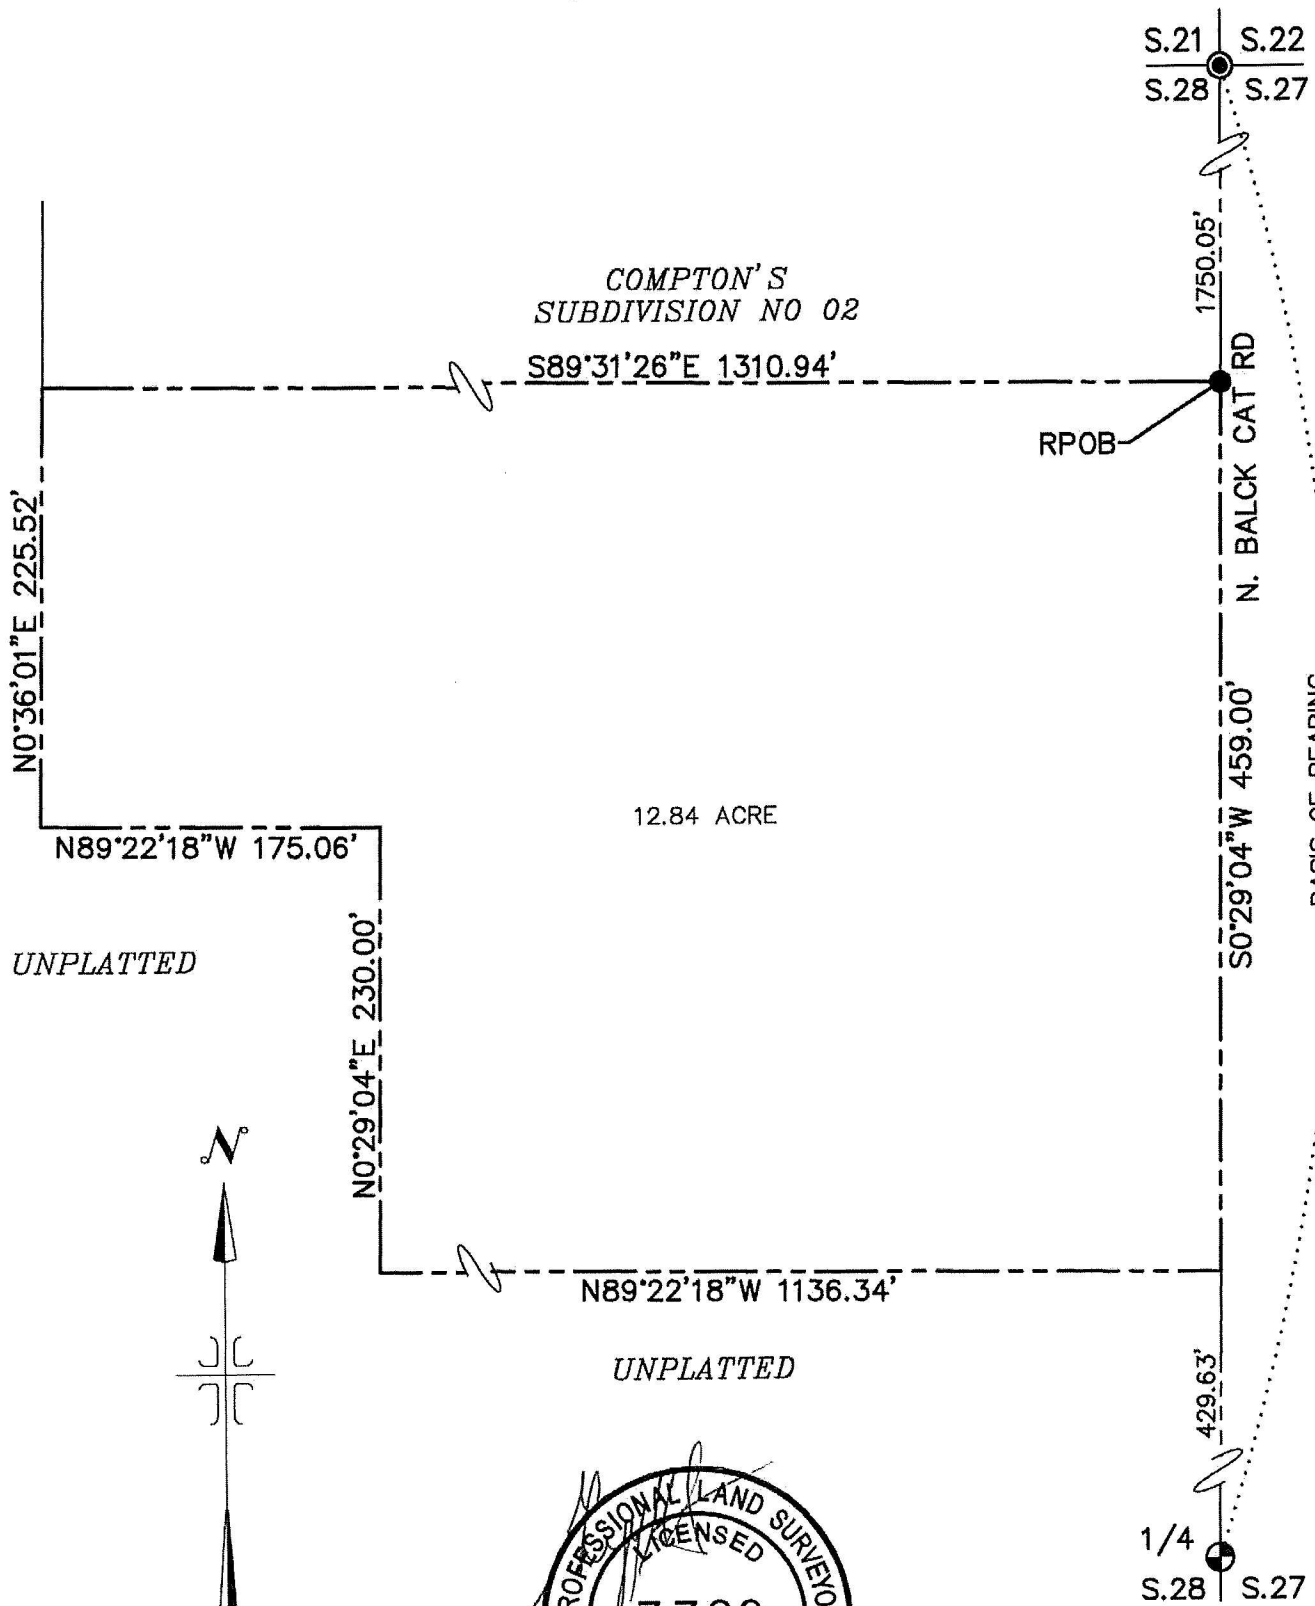 S.21 S.22
S.28 S.27
1750.05'
COMPTON'S
SUBDIVISION NO 02
S89°31'26"E 1310.94'
RPOB
N. BALCK CAT RD
N0°36'01"E 225.52'
S0°29'04"W 459.00'
12.84 ACRE
N89°22'18"W 175.06'
UNPLATTED
N0°29'04"E 230.00'
N
N89°22'18"W 1136.34'
UNPLATTED
429.63'
PROFESSIONAL LAND SURVEYO
LICENSED
1/4
S.28 S.27